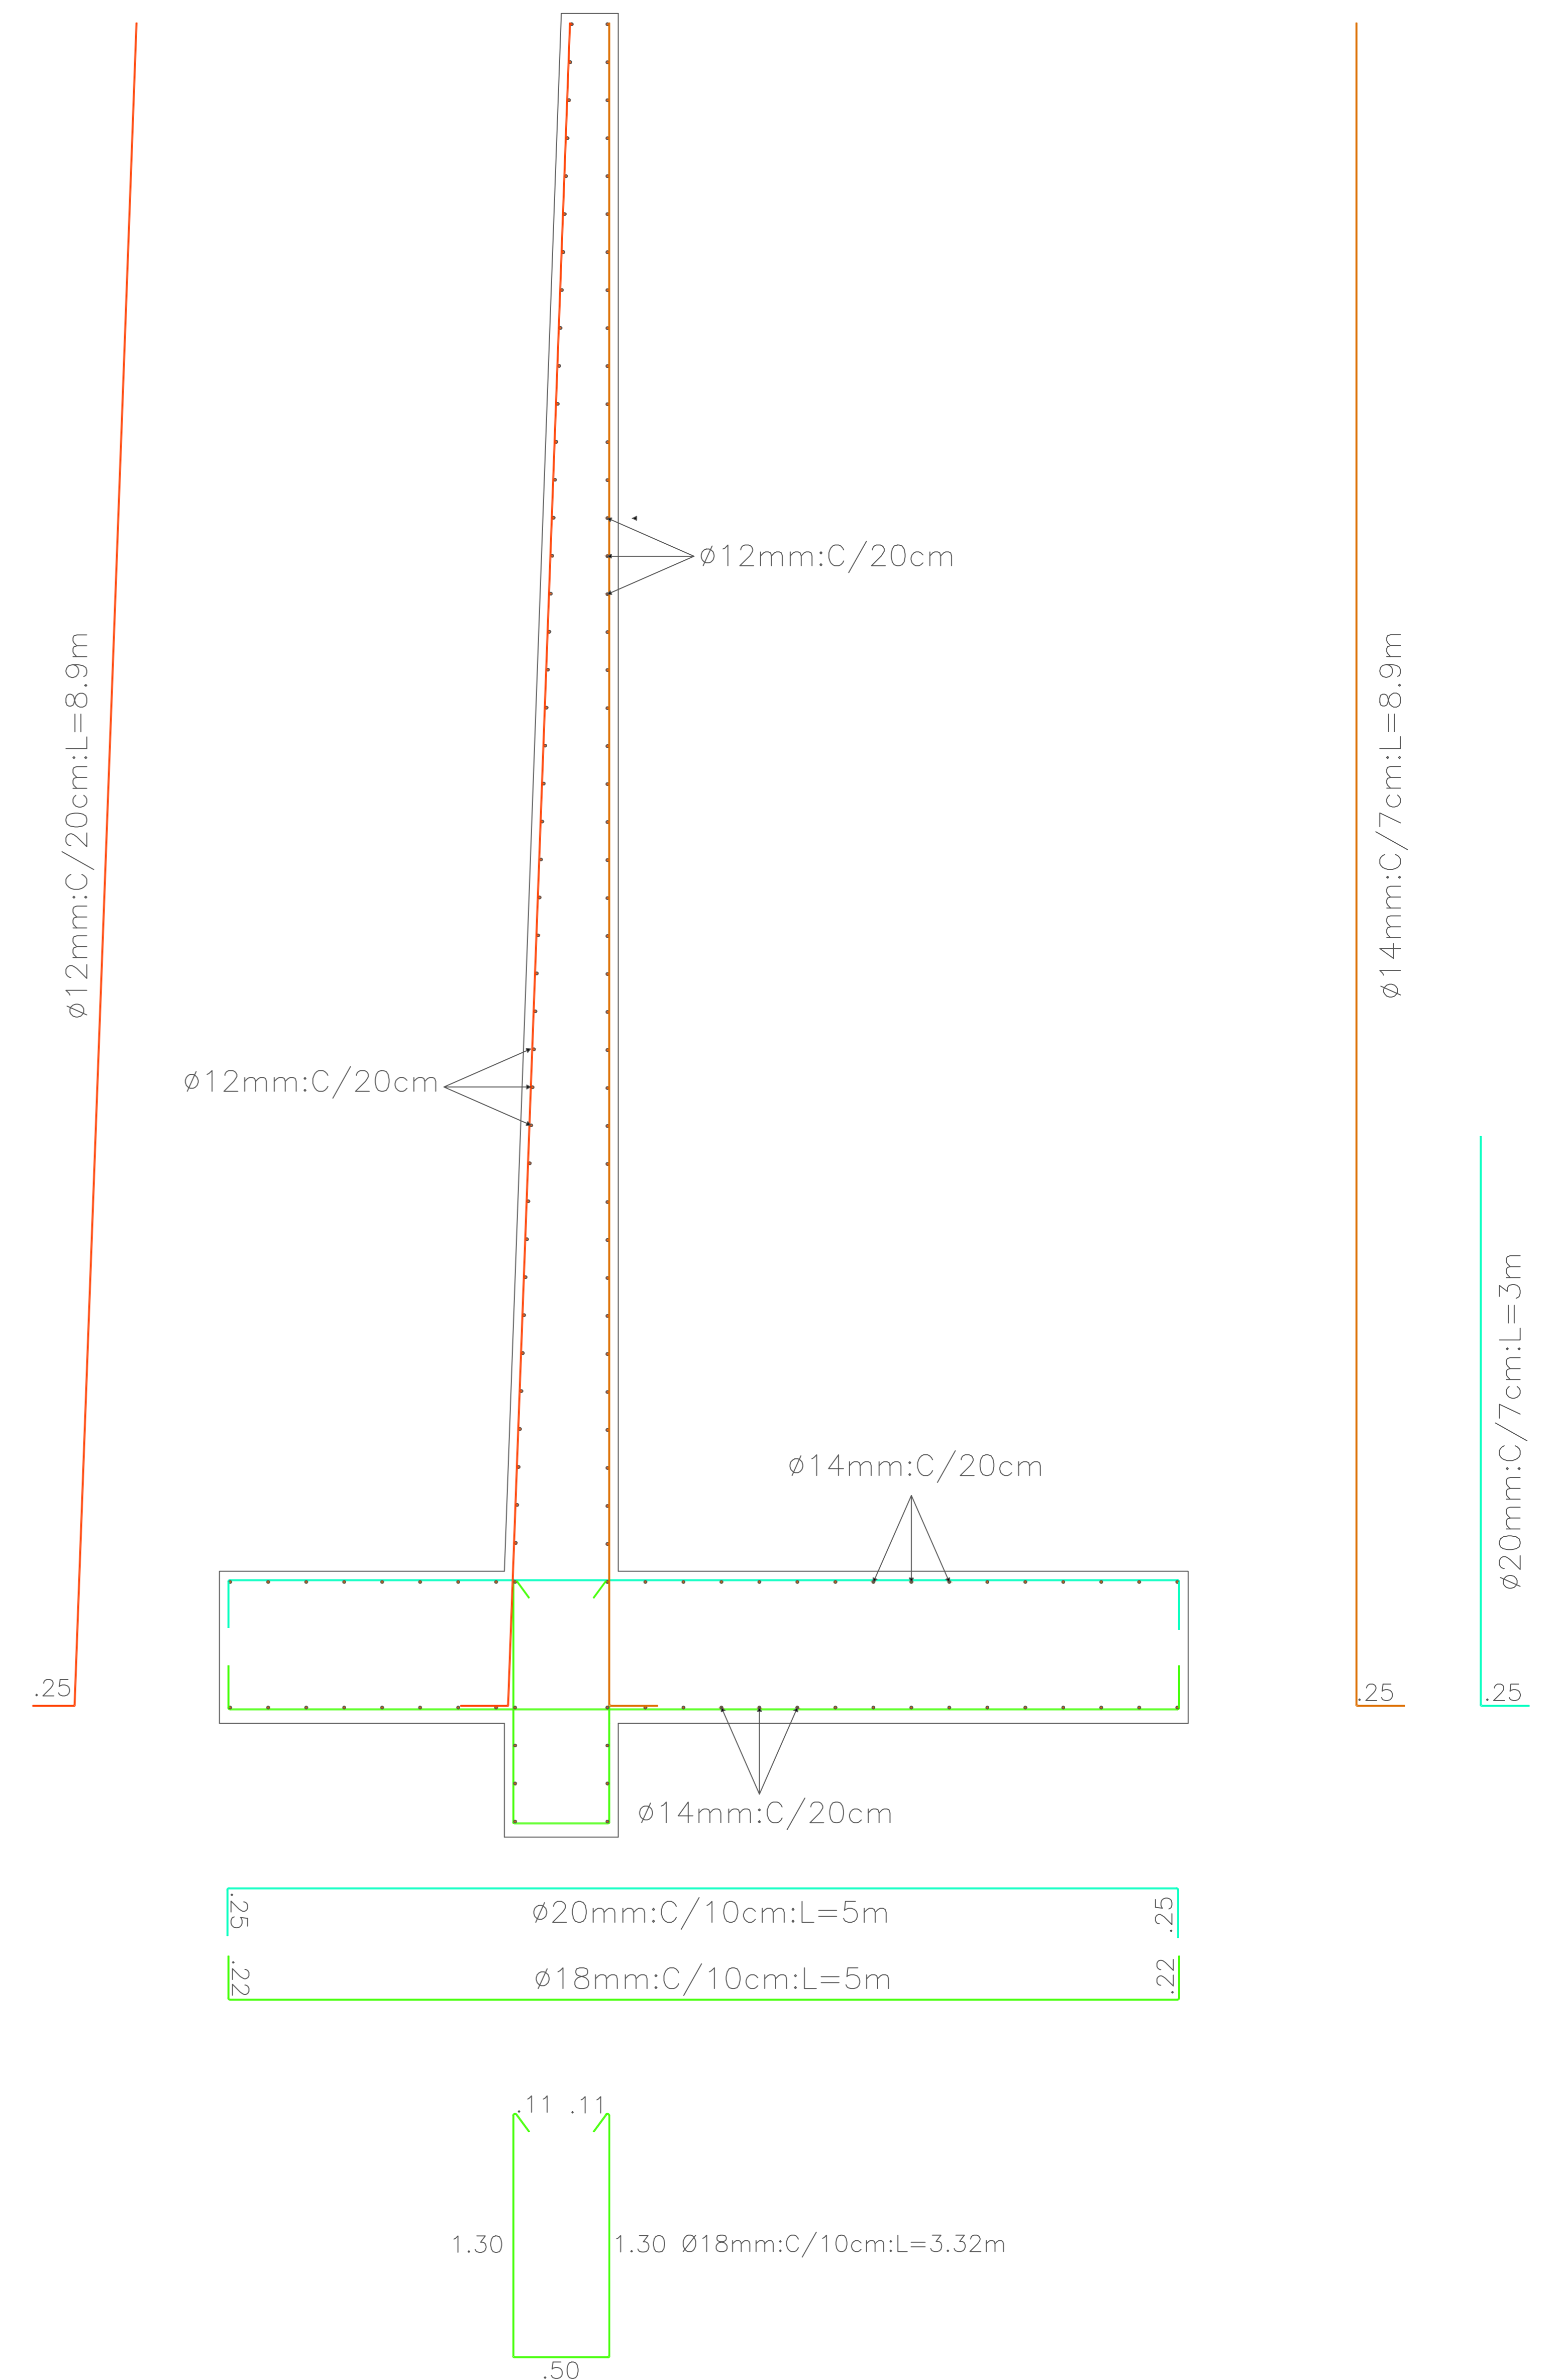 ø12mm:C/20cm
ø12mm:C/20cm:L=8.9m
ø14mm:C/7cm:L=8.9m
ø12mm:C/20cm
ø20mm:C/7cm:L=3m
ø14mm:C/20cm
.25
.25
.25
ø14mm:C/20cm
.25
ø20mm:C/10cm:L=5m
.25
.22
ø18mm:C/10cm:L=5m
.22
.11
.11
1.30
1.30
Ø18mm:C/10cm:L=3.32m
.50